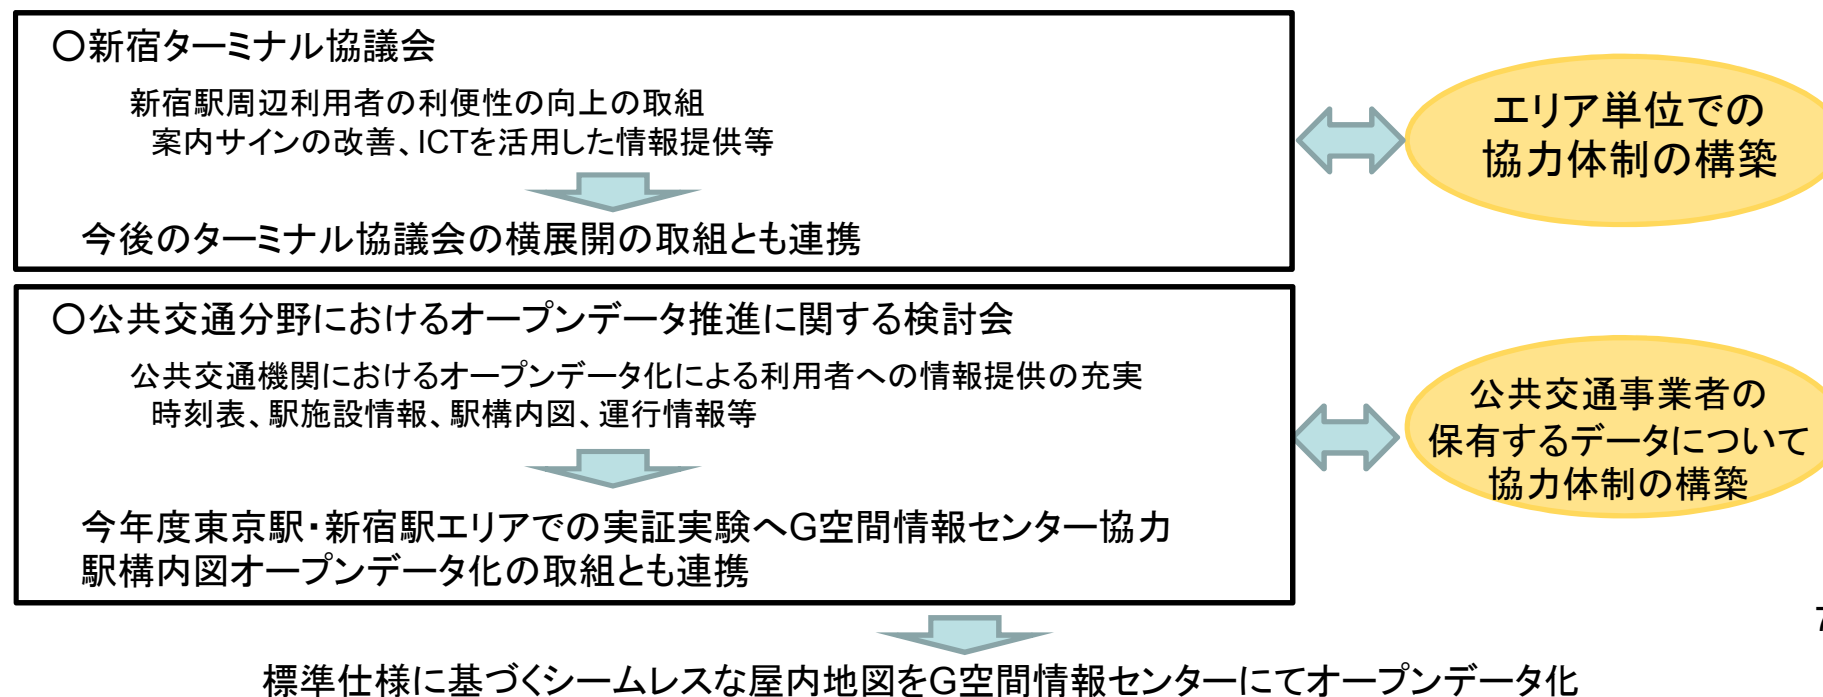 〇新宿ターミナル協議会
新宿駅周辺利用者の利便性の向上の取組
案内サインの改善、ICTを活用した情報提供等
今後のターミナル協議会の横展開の取組とも連携
エリア単位での
協力体制の構築
〇公共交通分野におけるオープンデータ推進に関する検討会
公共交通機関におけるオープンデータ化による利用者への情報提供の充実
時刻表、駅施設情報、駅構内図、運行情報等
今年度東京駅・新宿駅エリアでの実証実験へG空間情報センター協力
駅構内図オープンデータ化の取組とも連携
公共交通事業者の
保有するデータについて
協力体制の構築
標準仕様に基づくシームレスな屋内地図をG空間情報センターにてオープンデータ化